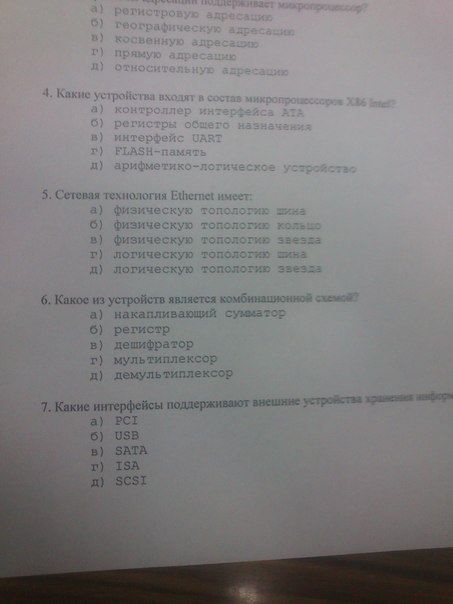 адресации поддерживает микропроцессор?
а) регистровую адресацию
б) географическую адресацию
в) косвенную адресацию
г) прямую адресацию
д) относительную адресацию
4. Какие устройства входят в состав микропроцессоров X86 Intel?
а) контроллер интерфейса ATA
б) регистры общего назначения
в) интерфейс UART
г) FLASH-память
д) арифметико-логическое устройство
5. Сетевая технология Ethernet имеет:
а) физическую топологию шина
б) физическую топологию кольцо
в) физическую топологию звезда
г) логическую топологию шина
д) логическую топологию звезда
6. Какое из устройств является комбинационной схемой?
а) накапливающий сумматор
б) регистр
в) дешифратор
г) мультиплексор
д) демультиплексор
7. Какие интерфейсы поддерживают внешние устройства хранения
а) PCI
б) USB
в) SATA
г) ISA
д) SCSI